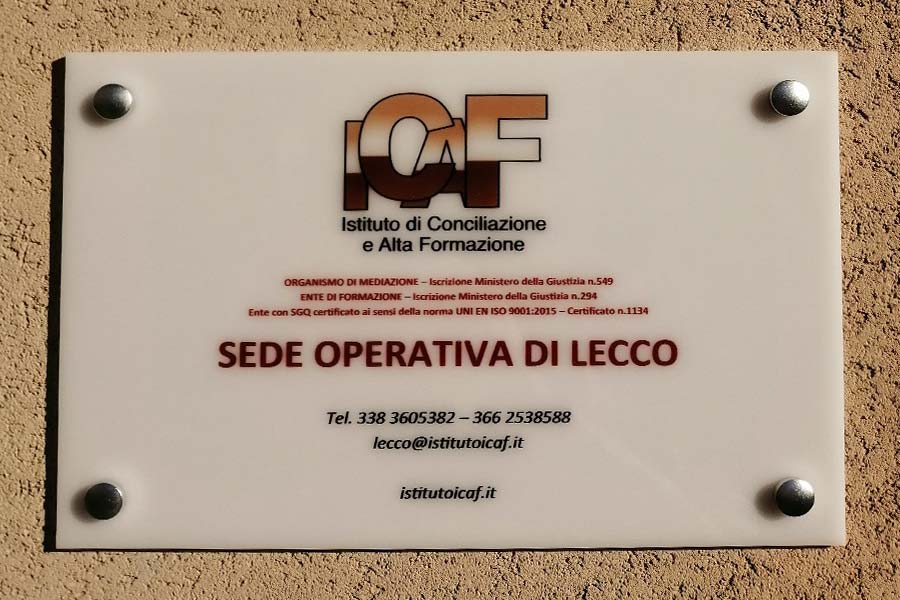 ICAF
Istituto di Conciliazione
e Alta Formazione
ORGANISMO DI MEDIAZIONE – Iscrizione Ministero della Giustizia n.549
ENTE DI FORMAZIONE – Iscrizione Ministero della Giustizia n.294
Ente con SGQ certificato ai sensi della norma UNI EN ISO 9001:2015 – Certificato n.1134
SEDE OPERATIVA DI LECCO
Tel. 338 3605382 – 366 2538588
lecco@istitutoicaf.it
istitutoicaf.it